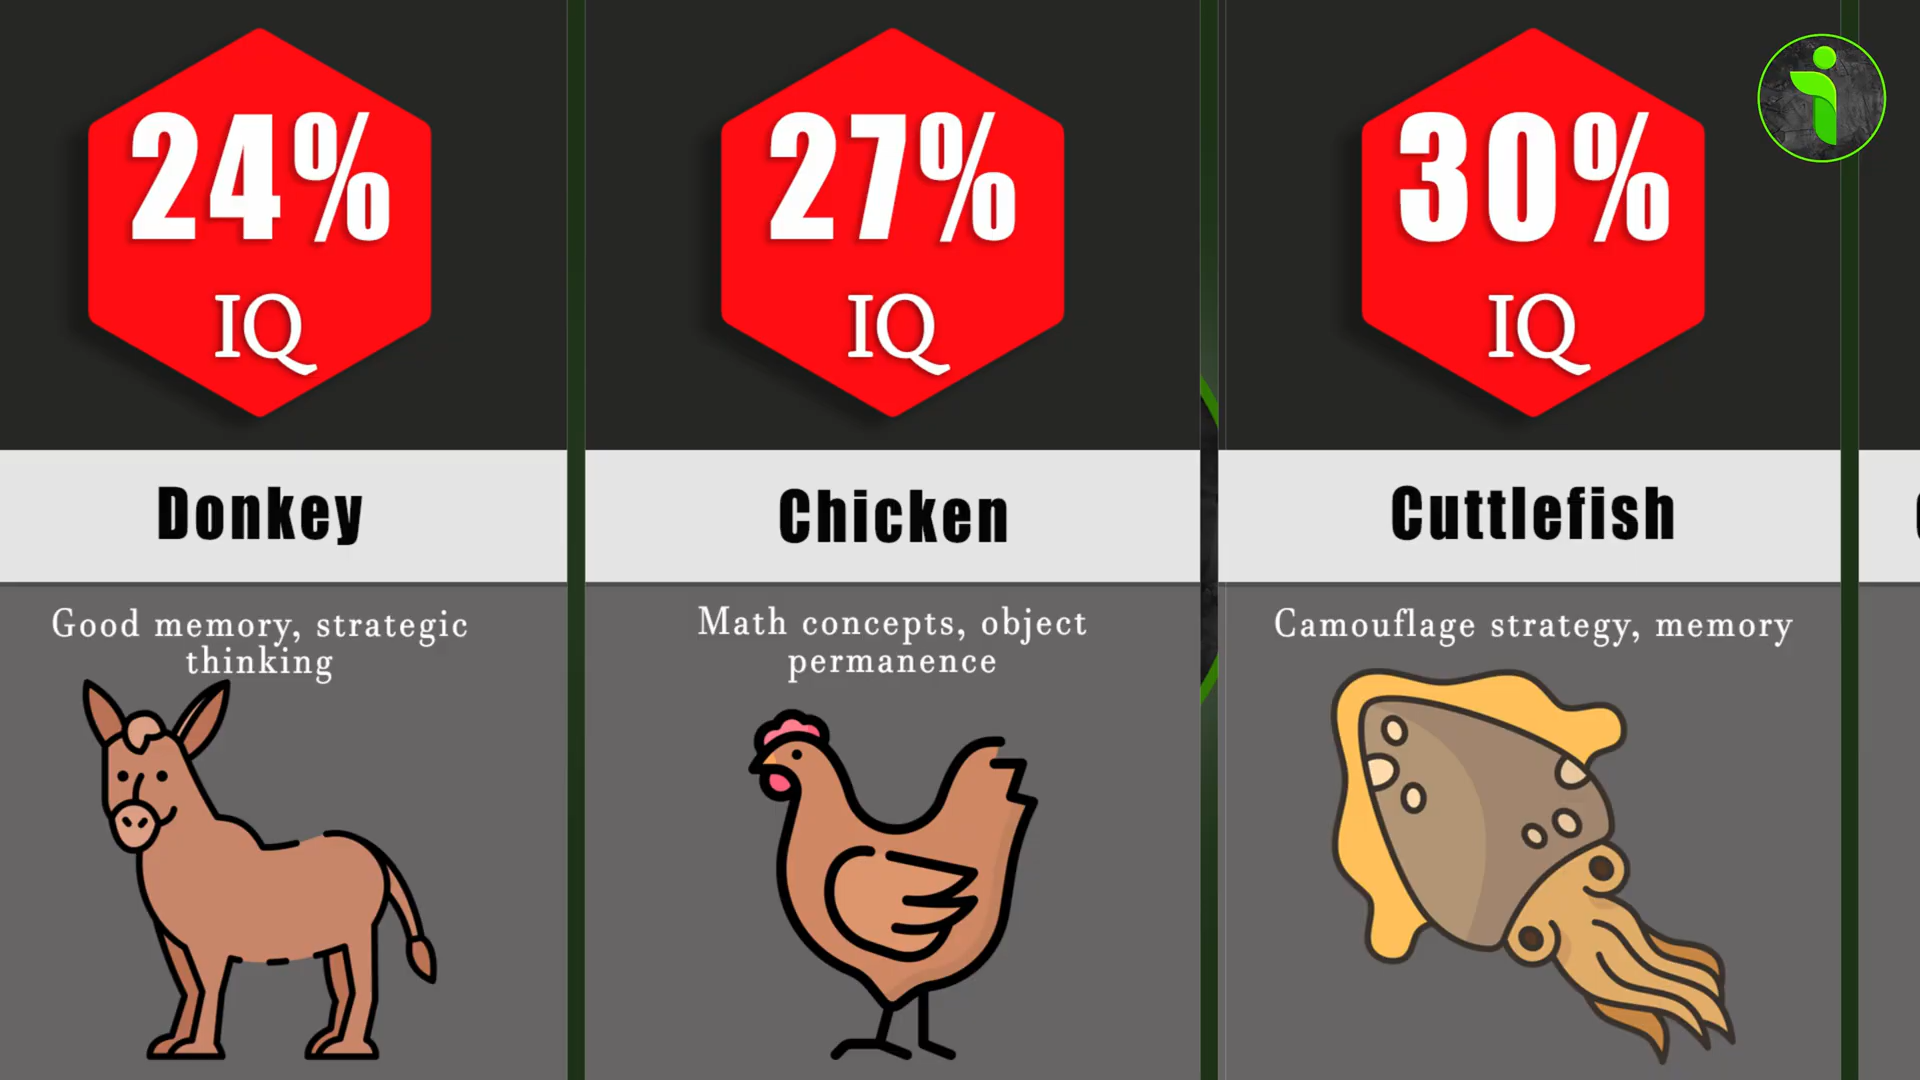 24%
IQ
Donkey
Good memory, strategic
thinking
27%
IQ
Chicken
Math concepts, object
permanence
30%
IQ
Cuttlefish
Camouflage strategy, memory